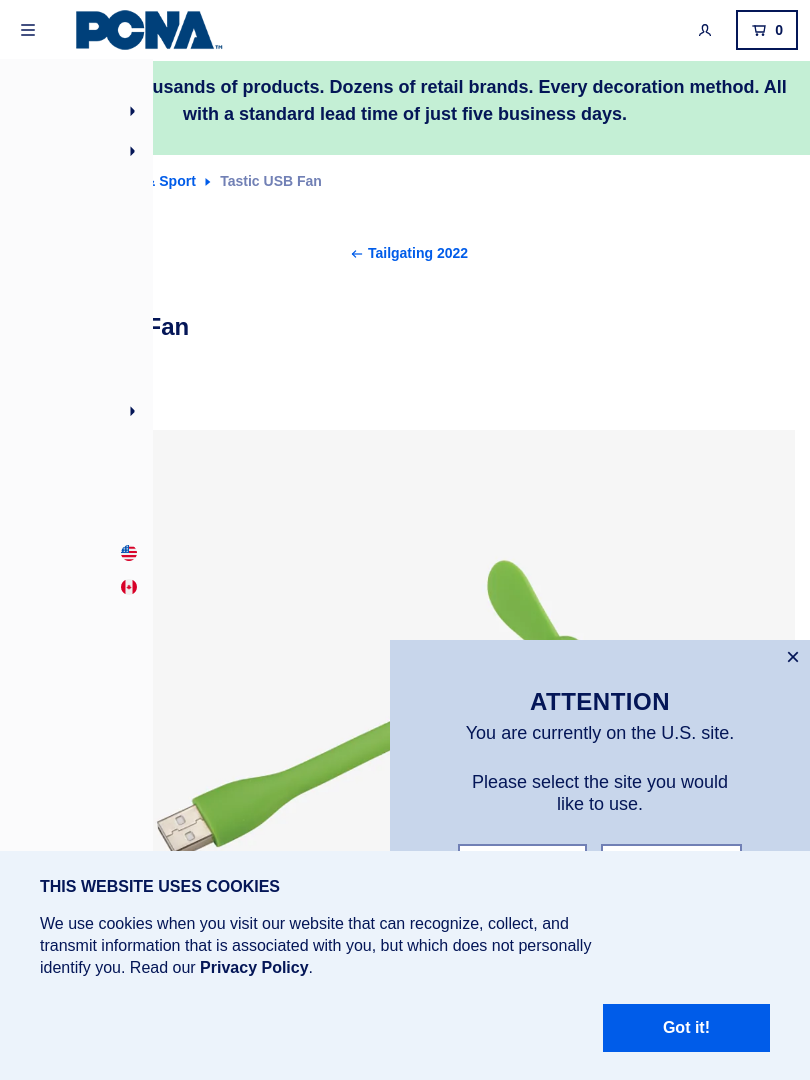 PCNA™
0
usands of products. Dozens of retail brands. Every decoration method. All
with a standard lead time of just five business days.
Sport
Tastic USB Fan
Tailgating 2022
Fan
ATTENTION
You are currently on the U.S. site.
Please select the site you would
like to use.
THIS WEBSITE USES COOKIES
We use cookies when you visit our website that can recognize, collect, and
transmit information that is associated with you, but which does not personally
identify you. Read our Privacy Policy.
Got it!